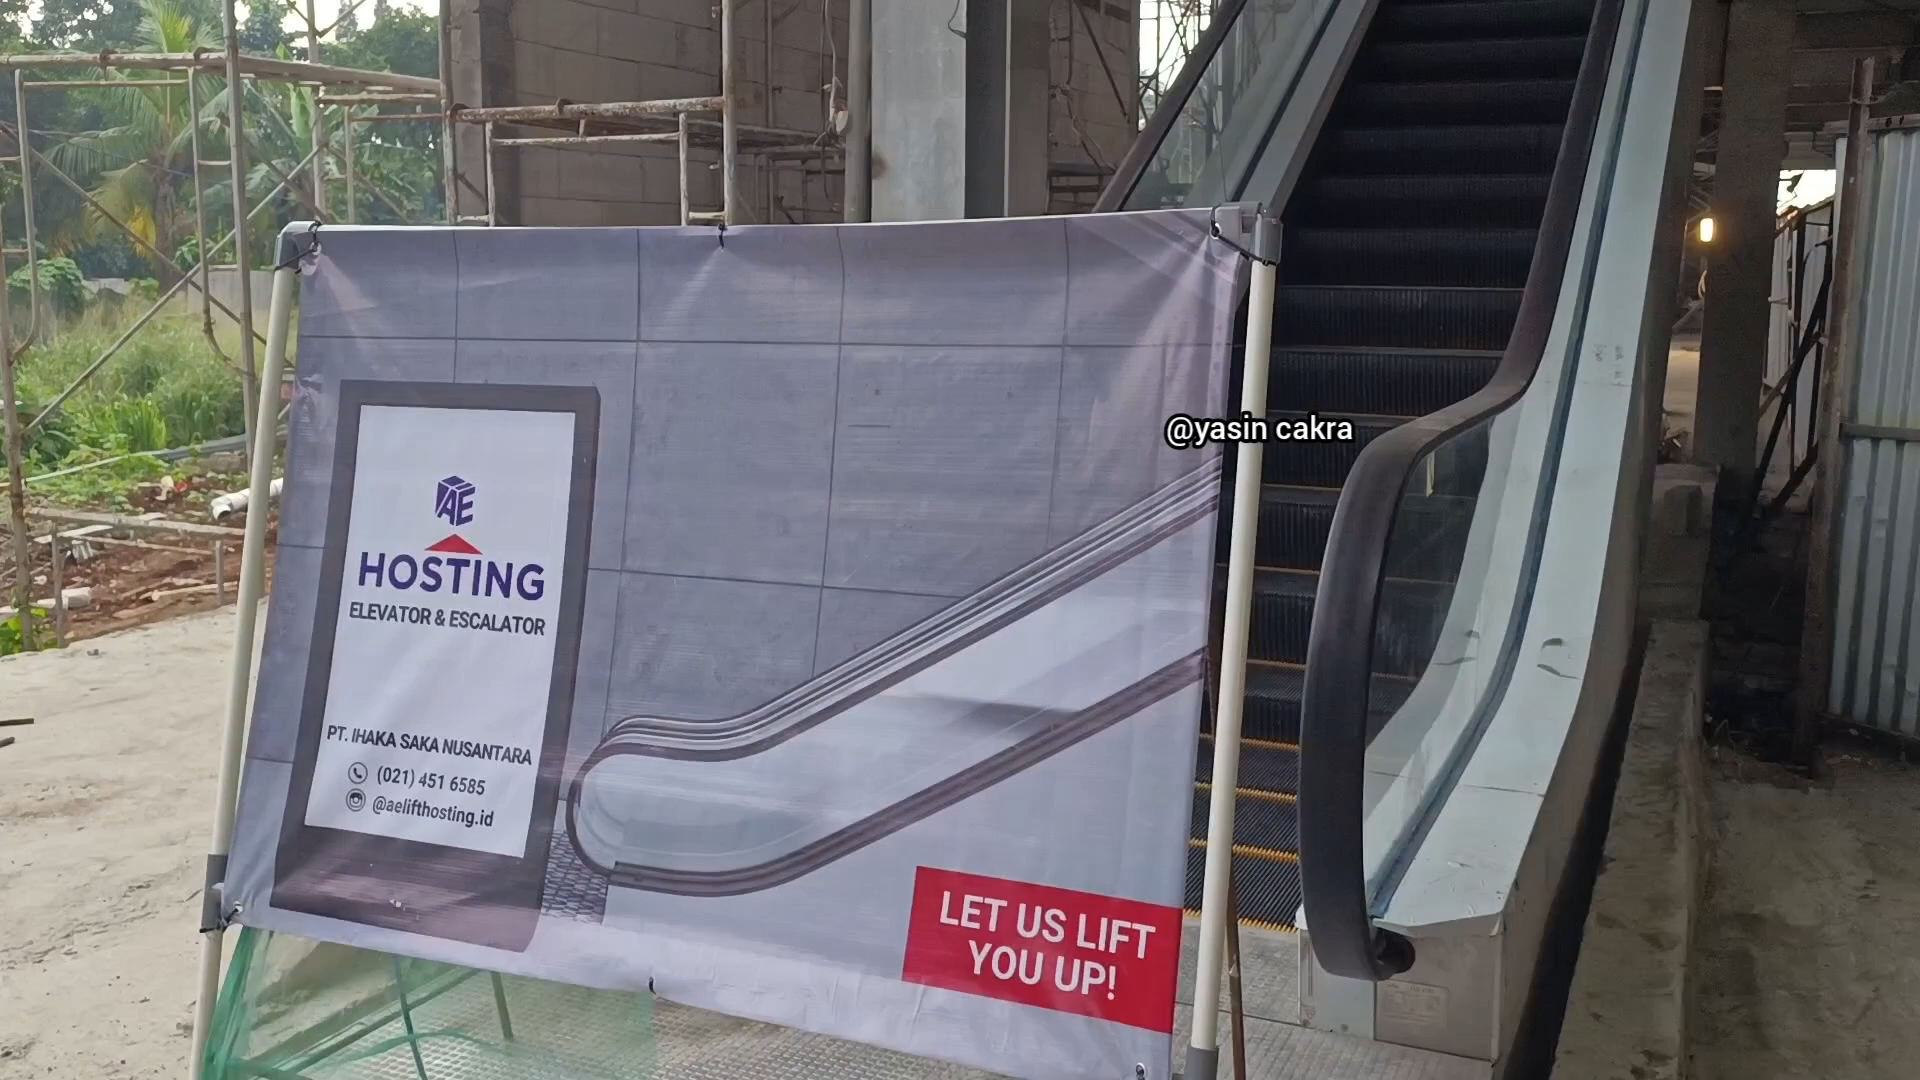 AE
HOSTING
ELEVATOR & ESCALATOR
PT. IHAKA SAKA NUSANTARA
(021) 451 6585
@aelifthosting.id
@yasin cakra
LET US LIFT
YOU UP!